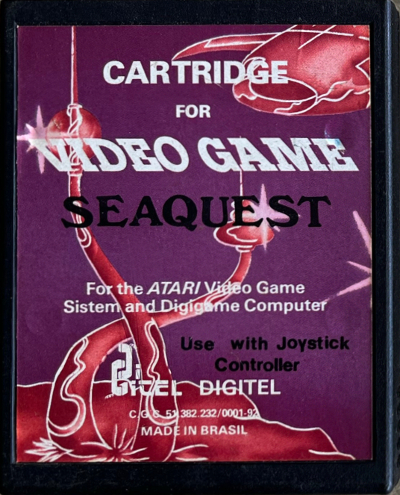 CARTRIDGE
FOR
VIDEO GAME
SEAQUEST
For the ATARI Video Game
Sistem and Digigame Computer
Use with Joystick
Controller
DIGITEL
C.G.C. 51.382.232/0001-92
MADE IN BRASIL